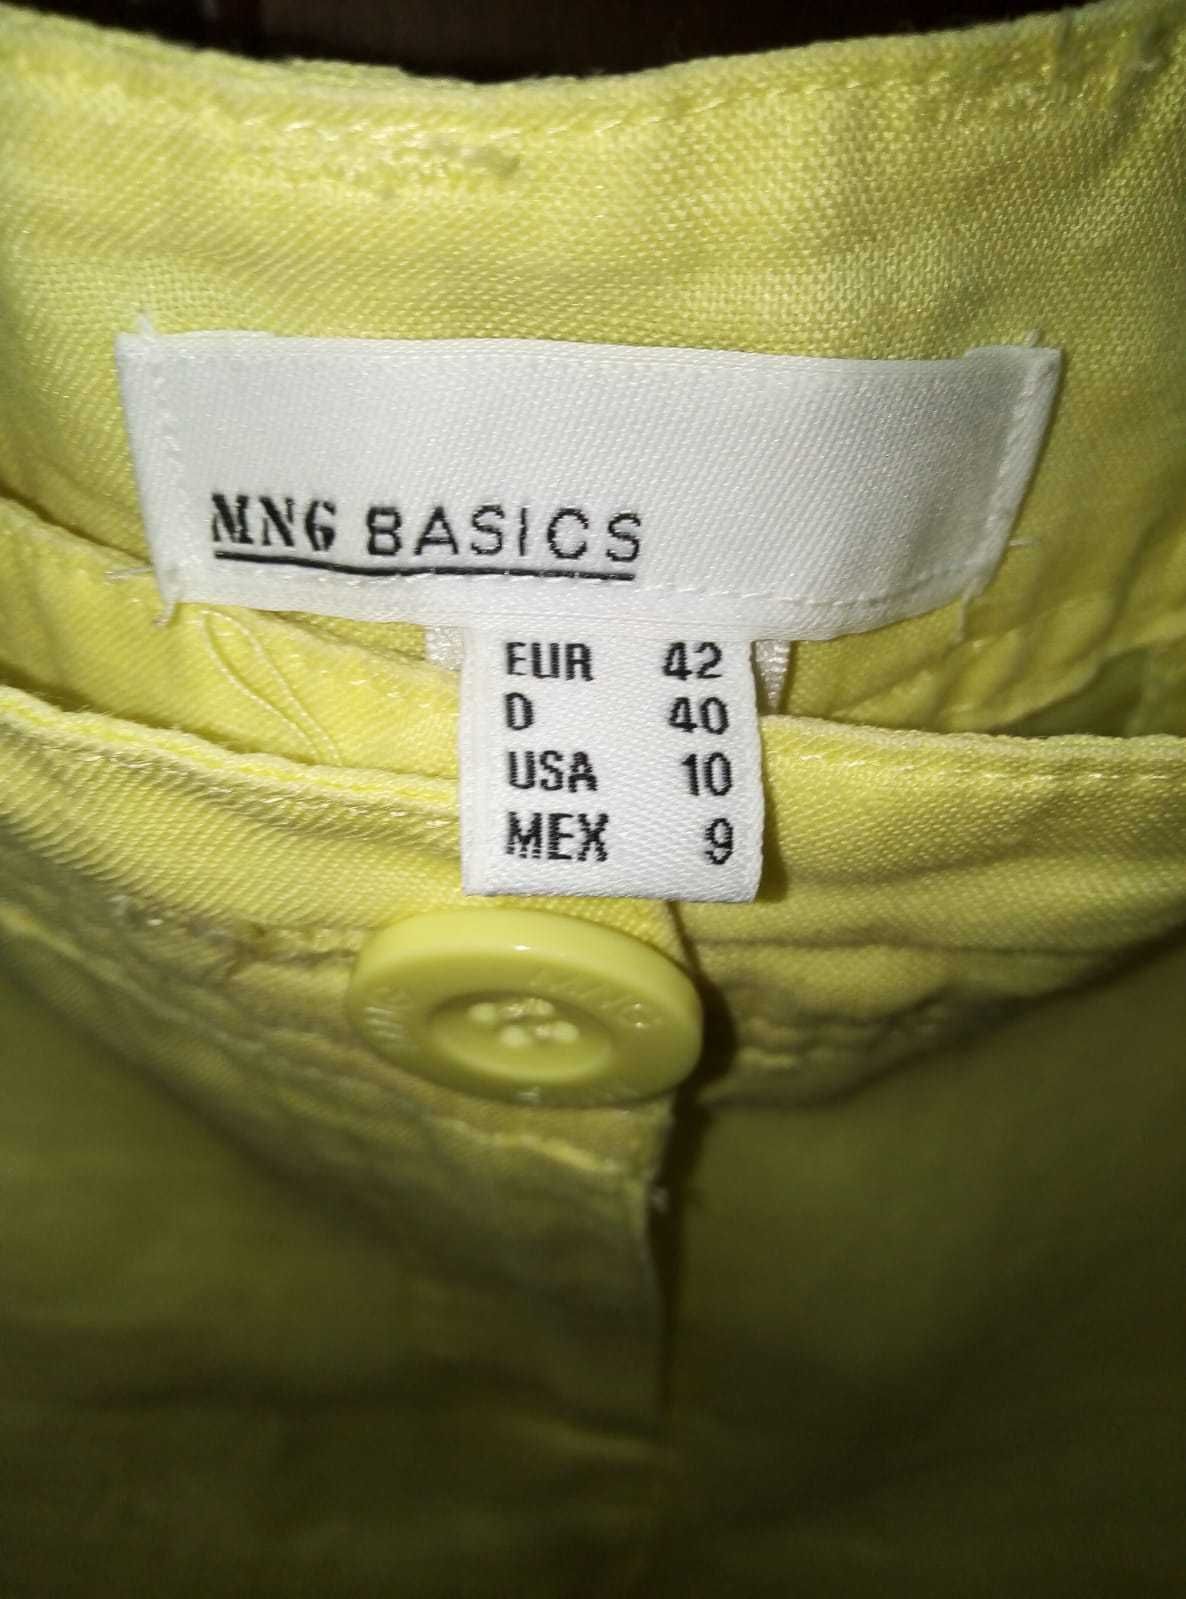 MNG BASICS
EUR 42
D 40
USA 10
MEX 9